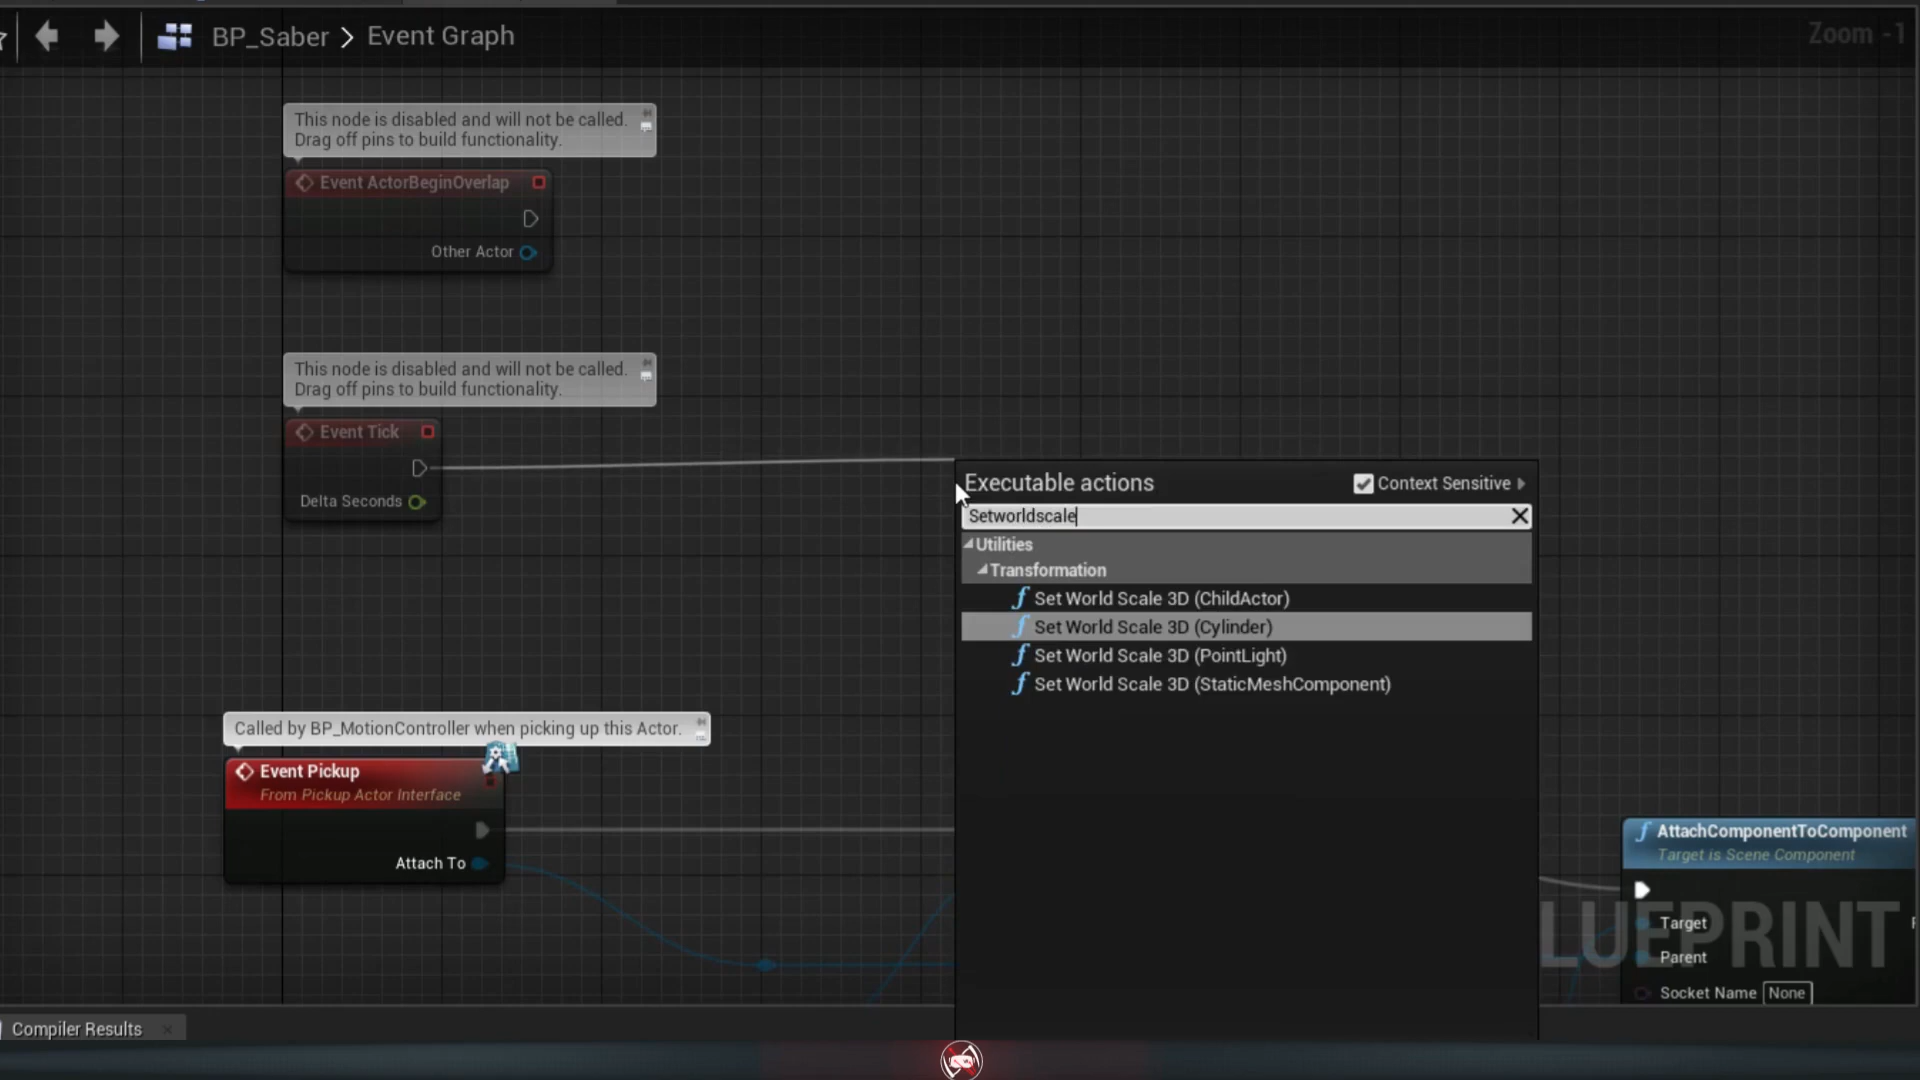 BP_Saber > Event Graph
Zoom -1
This node is disabled and will not be called.
Drag off pins to build functionality.
Event ActorBeginOverlap
Other Actor
This node is disabled and will not be called.
Drag off pins to build functionality.
Event Tick
Delta Seconds
Executable actions
Context Sensitive
Setworldscale
Utilities
Transformation
f Set World Scale 3D (ChildActor)
f Set World Scale 3D (Cylinder)
f Set World Scale 3D (PointLight)
f Set World Scale 3D (StaticMeshComponent)
Called by BP_MotionController when picking up this Actor.
Event Pickup
From Pickup Actor Interface
Attach To
f AttachComponentToComponent
Target is Scene Component
Target
Parent
Socket Name None
LUEPRINT
Compiler Results